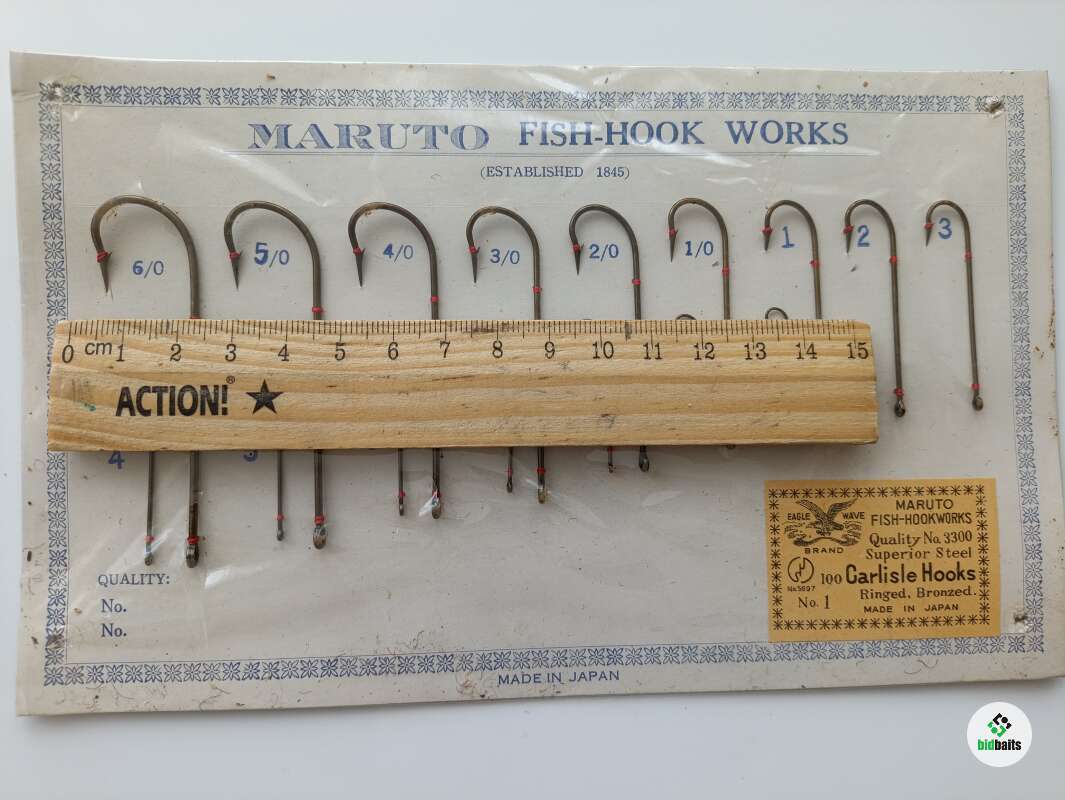 MARUTO FISH-HOOK WORKS
(ESTABLISHED 1845)
6/0 5/0 4/0 3/0 2/0 1/0 1 2 3
0 cm 1 2 3 4 5 6 7 8 9 10 11 12 13 14 15
ACTION!®
4
QUALITY:
No.
No.
EAGLE WAVE
BRAND
MARUTO
FISH-HOOKWORKS
Quality No. 3300
Superior Steel
100 Carlisle Hooks
No. 5697
Ringed, Bronzed.
No. 1
MADE IN JAPAN
MADE IN JAPAN
bidbaits